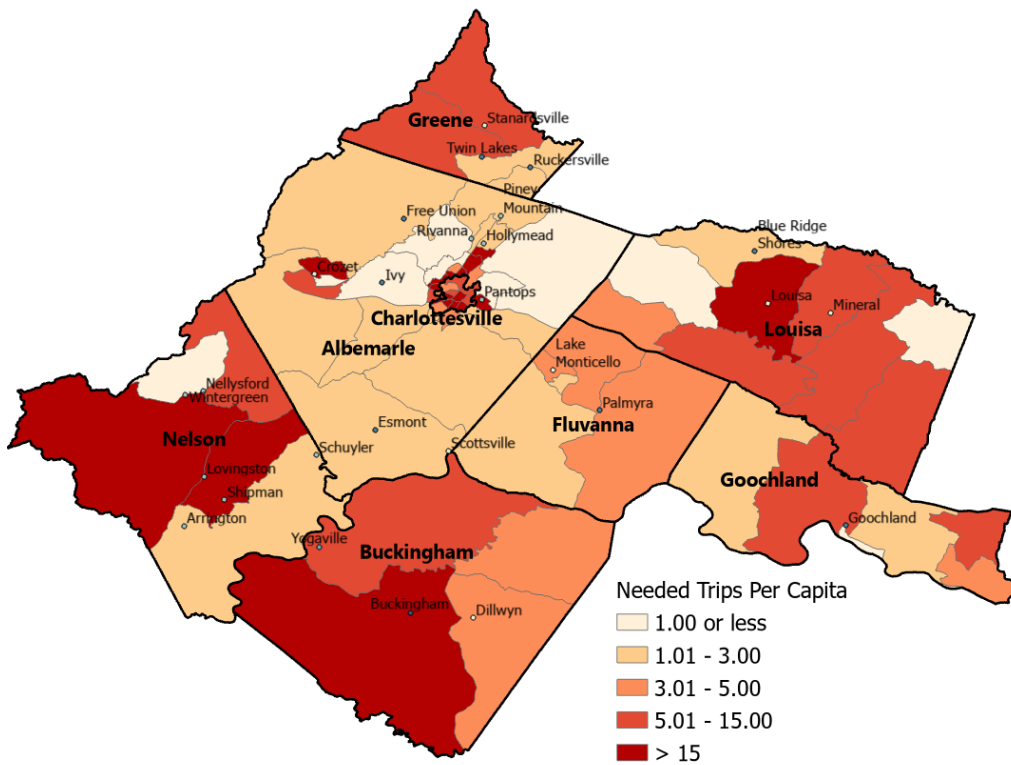 Greene
Stanardsville
Twin Lakes
Ruckersville
Piney
Mountain
Free Union
Rivanna
Hollymead
Blue Ridge
Shores
Crozet
Ivy
Pantops
Louisa
Mineral
Charlottesville
Louisa
Albemarle
Lake
Monticello
Nellysford
Wintergreen
Palmyra
Nelson
Esmont
Fluvanna
Schuyler
Scottsville
Lovingston
Goochland
Shipman
Arrington
Goochland
Yogaville
Buckingham
Buckingham
Dillwyn
Needed Trips Per Capita
1.00 or less
1.01 - 3.00
3.01 - 5.00
5.01 - 15.00
> 15